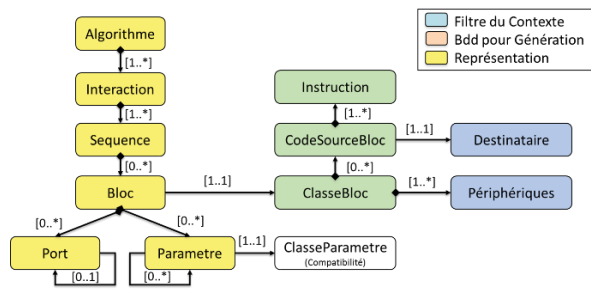 Algorithme
[1..*]
Interaction
[1..*]
Sequence
[0..*]
Bloc
[1..1]
[0..*]
[0..*]
Port
[0..1]
Parametre
[0..*]
[1..1]
ClasseParametre
(Compatibilité)
Instruction
[1..*]
CodeSourceBloc
[1..1]
Destinataire
[0..*]
ClasseBloc
[1..*]
Périphériques
Filtre du Contexte
Bdd pour Génération
Représentation